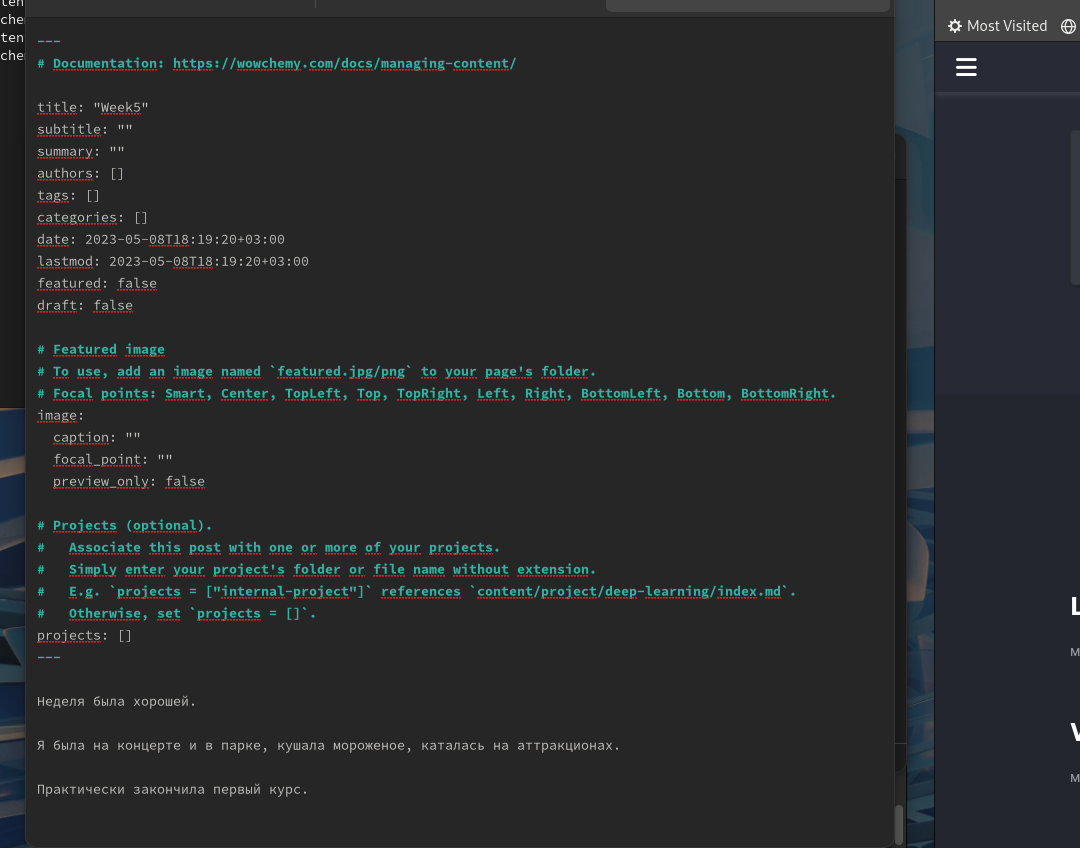 ---
# Documentation: https://wowchemy.com/docs/managing-content/
title: "Week5"
subtitle: ""
summary: ""
authors: []
tags: []
categories: []
date: 2023-05-08T18:19:20+03:00
lastmod: 2023-05-08T18:19:20+03:00
featured: false
draft: false
# Featured image
# To use, add an image named `featured.jpg/png` to your page's folder.
# Focal points: Smart, Center, TopLeft, Top, TopRight, Left, Right, BottomLeft, Bottom, BottomRight.
image:
  caption: ""
  focal_point: ""
  preview_only: false
# Projects (optional).
#   Associate this post with one or more of your projects.
#   Simply enter your project's folder or file name without extension.
#   E.g. `projects = ["internal-project"]` references `content/project/deep-learning/index.md`.
#   Otherwise, set `projects = []`.
projects: []
---
Неделя была хорошей.
Я была на концерте и в парке, кушала мороженое, каталась на аттракционах.
Практически закончила первый курс.
Most Visited